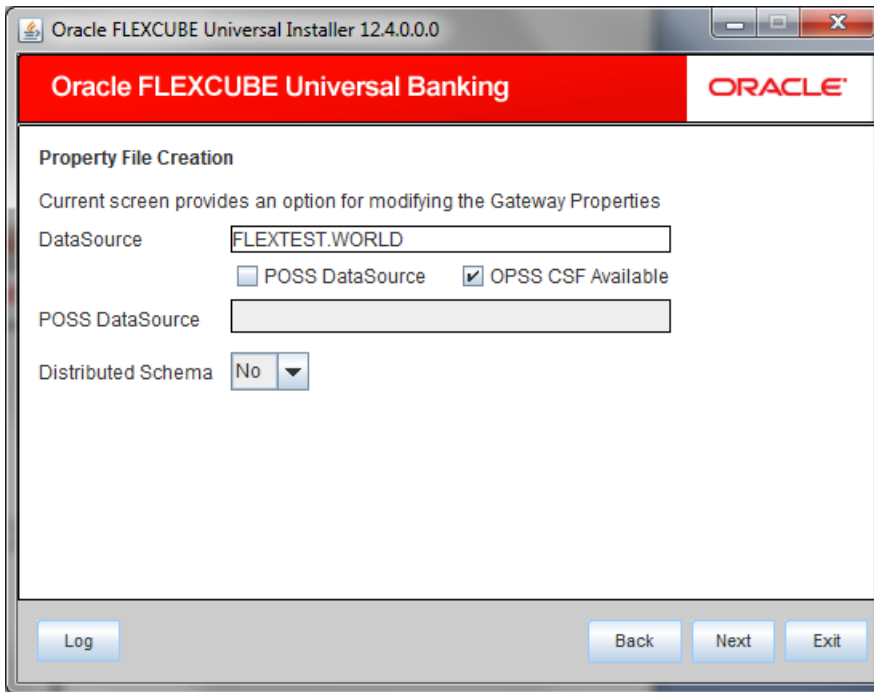 Oracle FLEXCUBE Universal Installer 12.4.0.0.0
Oracle FLEXCUBE Universal Banking
ORACLE
Property File Creation
Current screen provides an option for modifying the Gateway Properties
DataSource FLEXTEST.WORLD
POSS DataSource OPSS CSF Available
POSS DataSource
Distributed Schema No
Log Back Next Exit